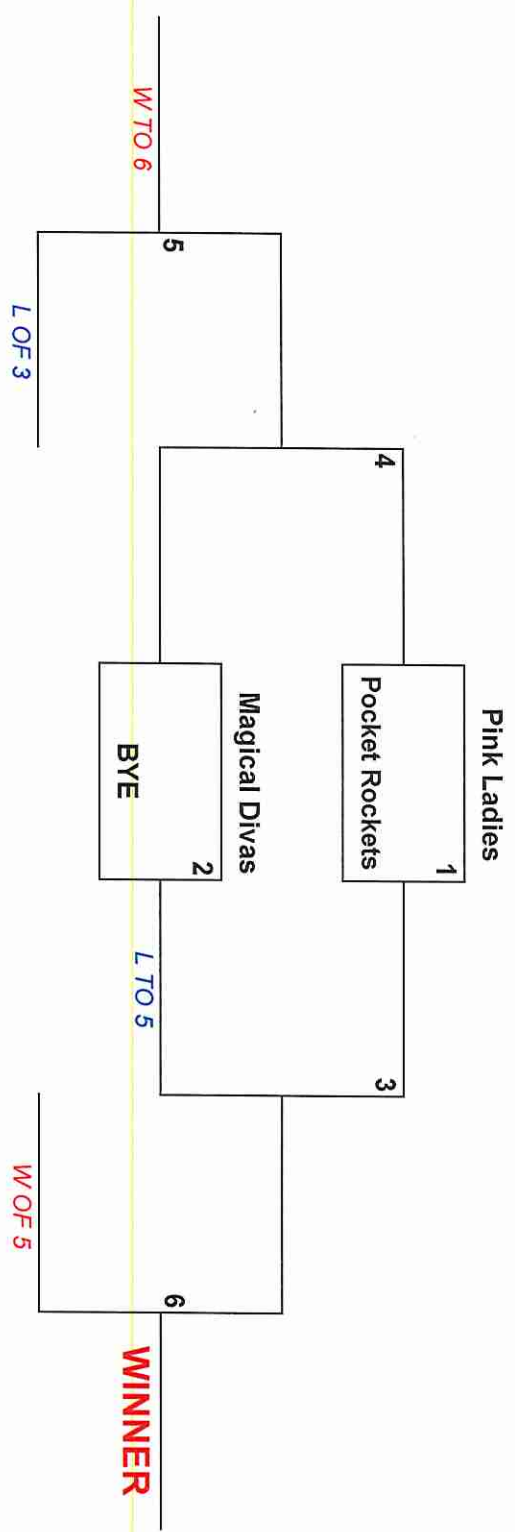 Pink Ladies
1
Pocket Rockets
4
3
Magical Divas
2
BYE
5
W TO 6
L OF 3
L TO 5
6
W OF 5
WINNER